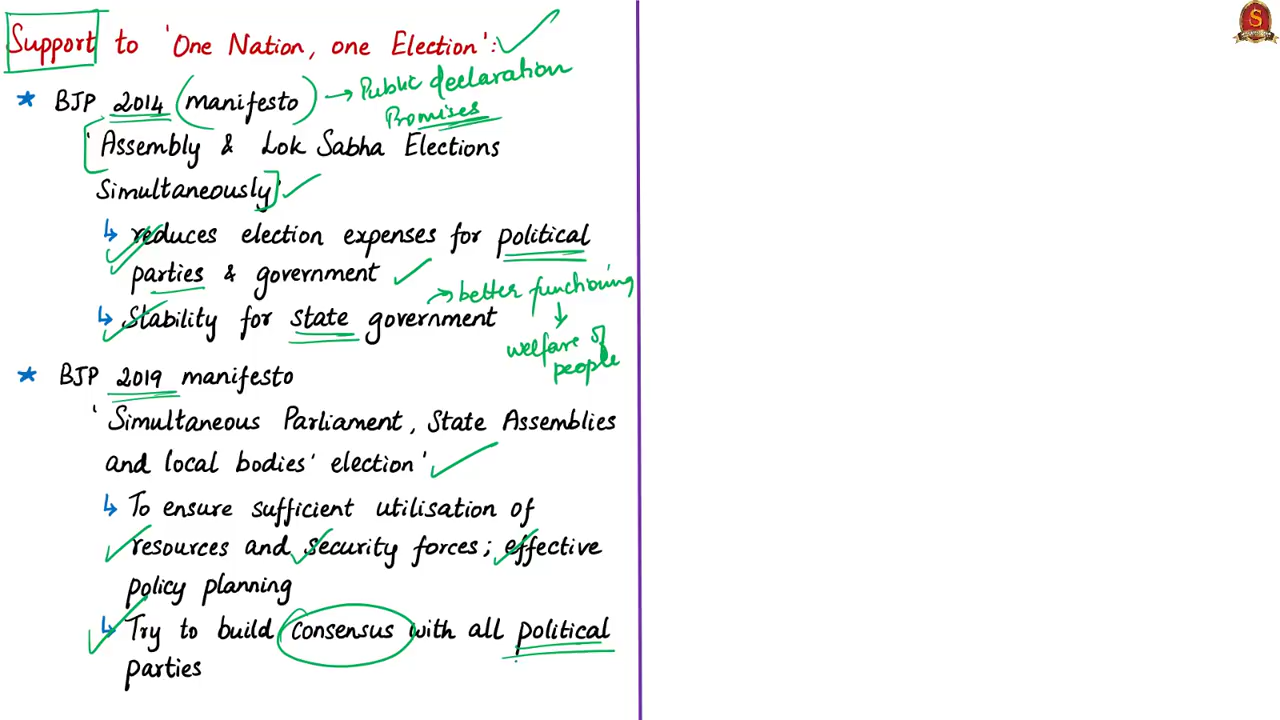 Support to 'One Nation, one Election':
* BJP 2014 (manifesto) → Public declaration
Promises
'Assembly & Lok Sabha Elections
Simultaneously'
↳ reduces election expenses for political
parties & government
→ better functioning
↳ Stability for state government
↓
welfare of
people
* BJP 2019 manifesto
'Simultaneous Parliament, State Assemblies
and local bodies' election'
↳ To ensure sufficient utilisation of
resources and security forces; effective
policy planning
↳ Try to build consensus with all political
parties
S